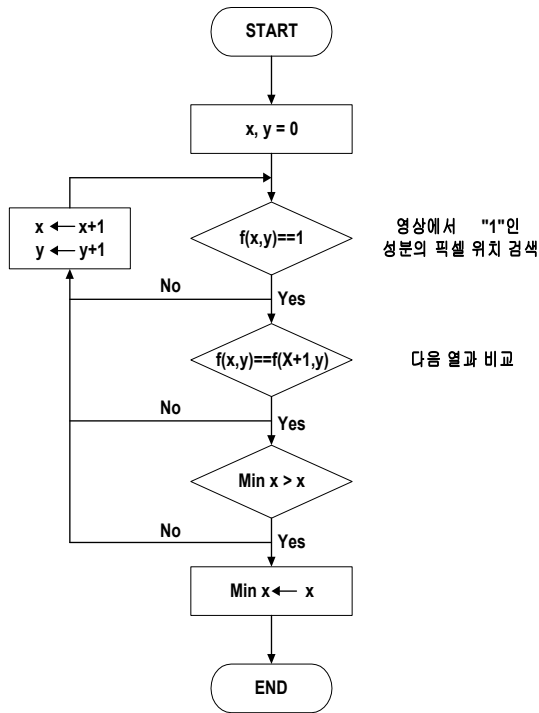 START
x, y = 0
x ← x+1
y ← y+1
f(x,y)==1
영상에서 "1"인
성분의 픽셀 위치 검색
No
Yes
f(x,y)==f(X+1,y)
다음 열과 비교
No
Yes
Min x > x
No
Yes
Min x ← x
END